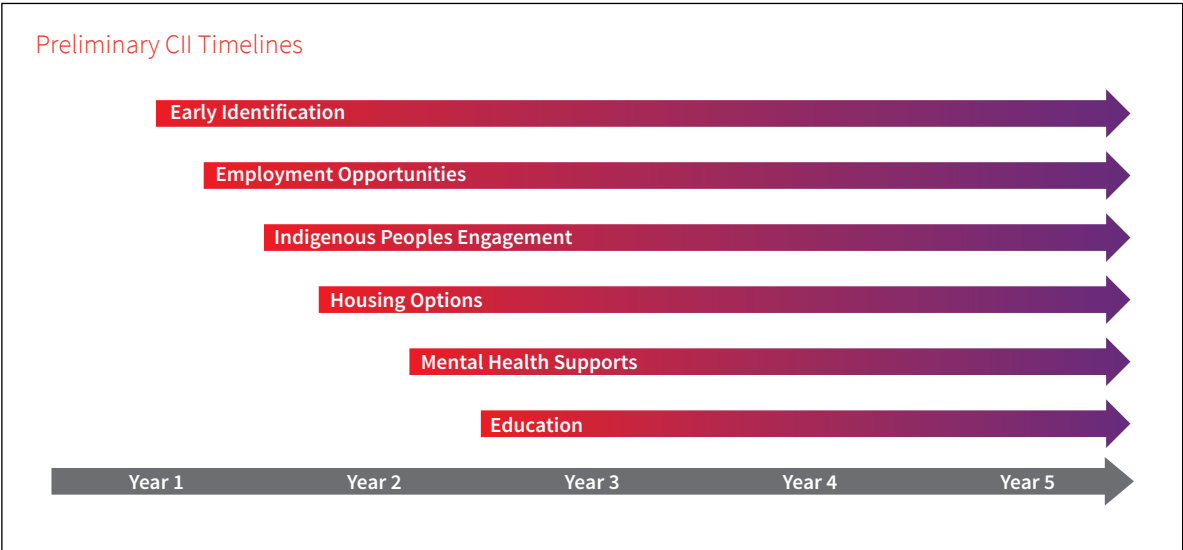 Preliminary CII Timelines
Early Identification
Employment Opportunities
Indigenous Peoples Engagement
Housing Options
Mental Health Supports
Education
Year 1 Year 2 Year 3 Year 4 Year 5